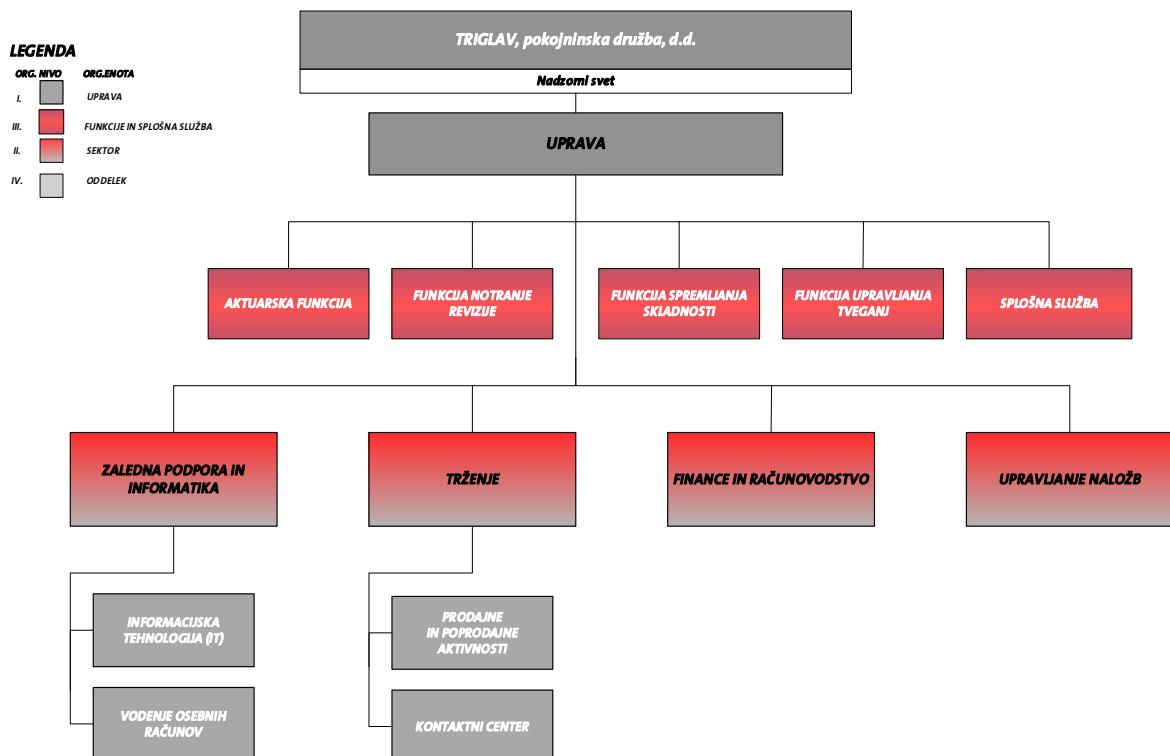 TRIGLAV, pokojninska družba, d.d.
Nadzorni svet
LEGENDA
ORG. NIVO ORG.ENOTA
I. UPRAVA
III. FUNKCIJE IN SPLOŠNA SLUŽBA
II. SEKTOR
IV. ODDELEK
UPRAVA
AKTUARSKA FUNKCIJA
FUNKCIJA NOTRANJE
REVIZIJE
FUNKCIJA SPREMLJANJA
SKLADNOSTI
FUNKCIJA UPRAVLJANJA
TVEGANJ
SPLOŠNA SLUŽBA
ZALEDNA PODPORA IN
INFORMATIKA
TRŽENJE
FINANCE IN RAČUNOVODSTVO
UPRAVLJANJE NALOŽB
INFORMACIJSKA
TEHNOLOGIJA (IT)
VODENJE OSEBNIH
RAČUNOV
PRODAJNE
IN POPRODAJNE
AKTIVNOSTI
KONTAKTNI CENTER